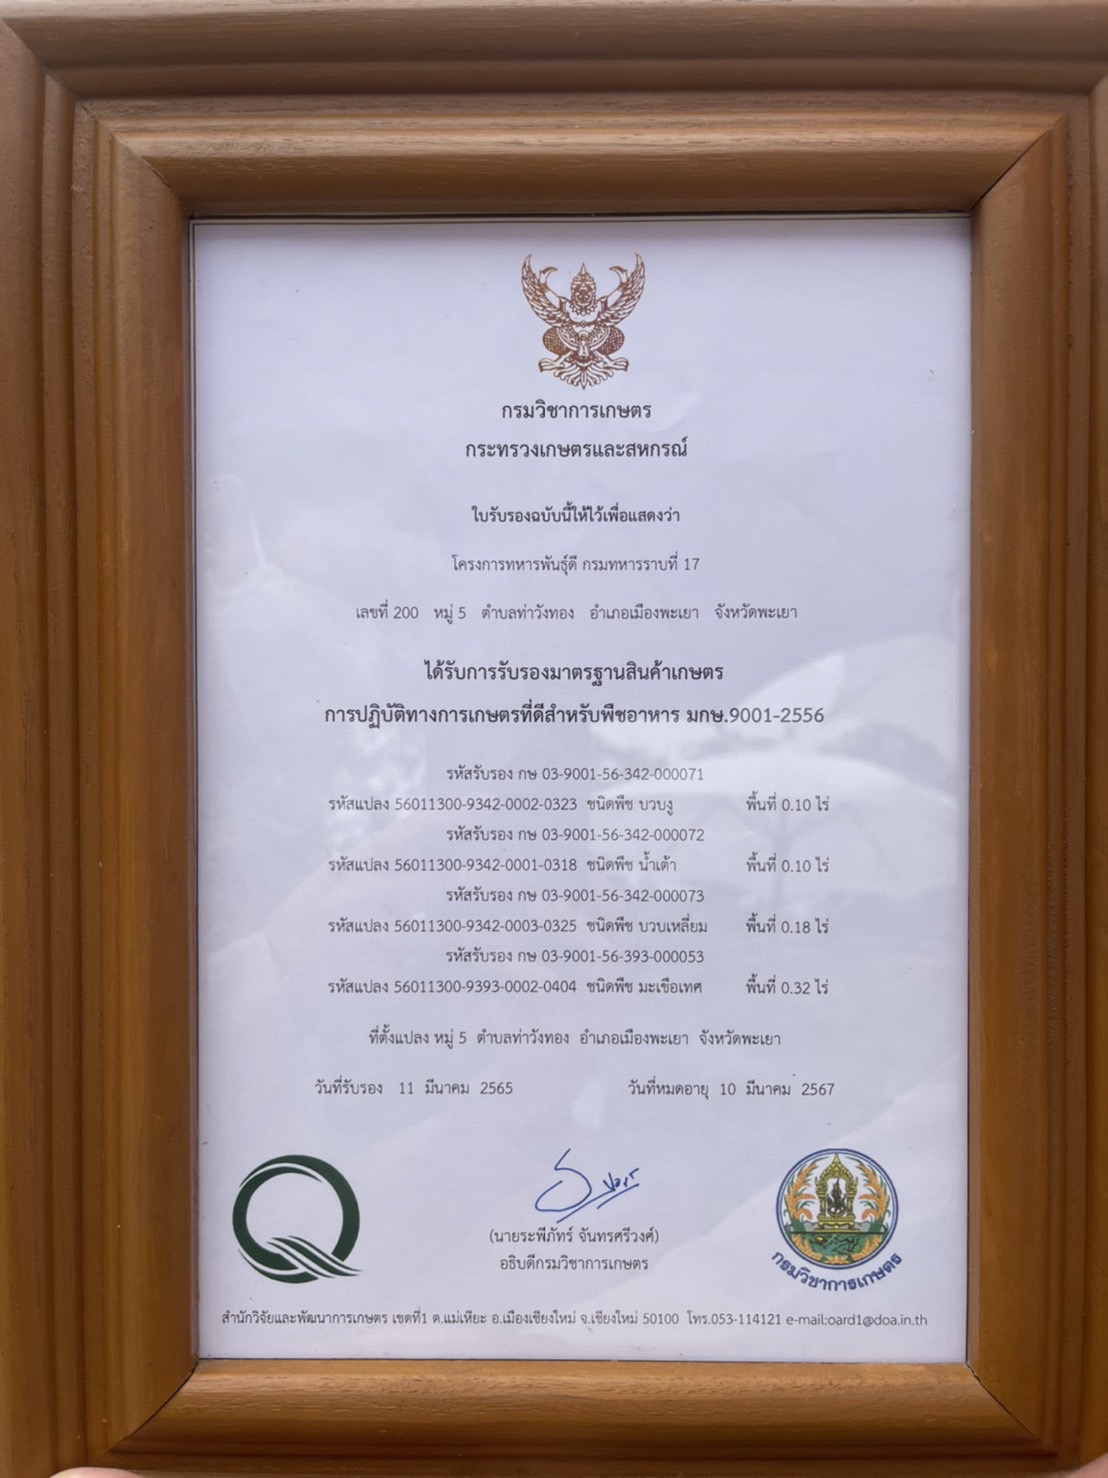 กรมวิชาการเกษตร
กระทรวงเกษตรและสหกรณ์
ใบรับรองฉบับนี้ให้ไว้เพื่อแสดงว่า
โครงการทหารพันธุ์ดี กรมทหารราบที่ 17
เลขที่ 200 หมู่ 5 ตำบลท่าวังทอง อำเภอเมืองพะเยา จังหวัดพะเยา
ได้รับการรับรองมาตรฐานสินค้าเกษตร
การปฏิบัติทางการเกษตรที่ดีสำหรับพืชอาหาร มกษ.9001-2556
รหัสรับรอง กษ 03-9001-56-342-000071
รหัสแปลง 56011300-9342-0002-0323 ชนิดพืช บวบงู พื้นที่ 0.10 ไร่
รหัสรับรอง กษ 03-9001-56-342-000072
รหัสแปลง 56011300-9342-0001-0318 ชนิดพืช น้ำเต้า พื้นที่ 0.10 ไร่
รหัสรับรอง กษ 03-9001-56-342-000073
รหัสแปลง 56011300-9342-0003-0325 ชนิดพืช บวบเหลี่ยม พื้นที่ 0.18 ไร่
รหัสรับรอง กษ 03-9001-56-393-000053
รหัสแปลง 56011300-9393-0002-0404 ชนิดพืช มะเขือเทศ พื้นที่ 0.32 ไร่
ที่ตั้งแปลง หมู่ 5 ตำบลท่าวังทอง อำเภอเมืองพะเยา จังหวัดพะเยา
วันที่รับรอง 11 มีนาคม 2565 วันที่หมดอายุ 10 มีนาคม 2567
(นายระพีภัทร์ จันทรศรีวงศ์)
อธิบดีกรมวิชาการเกษตร
กรมวิชาการเกษตร
สำนักวิจัยและพัฒนาการเกษตร เขตที่1 ต.แม่เหียะ อ.เมืองเชียงใหม่ จ.เชียงใหม่ 50100 โทร.053-114121 e-mail:oard1@doa.in.th